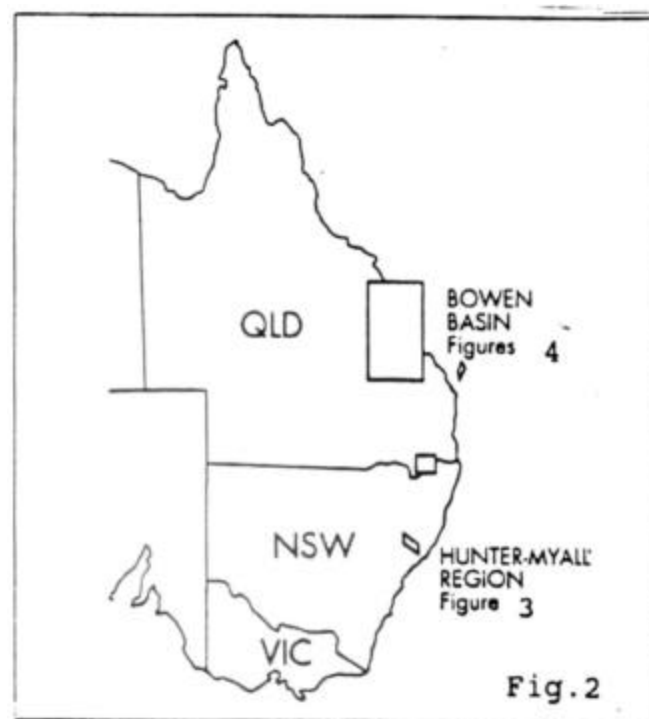 BOWEN
BASIN
Figures 4
QLD
NSW
HUNTER-MYALL
REGION
Figure 3
VIC
Fig.2